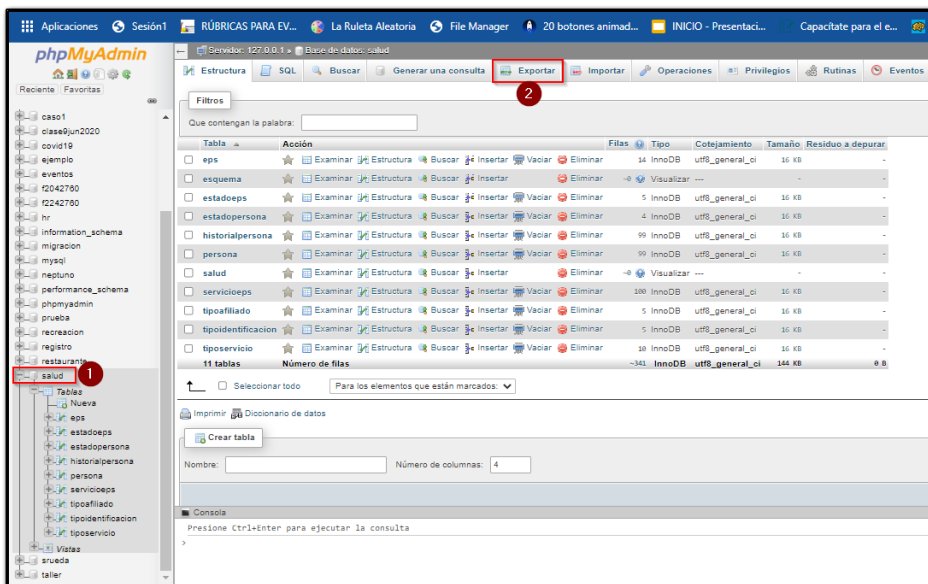 Aplicaciones Sesión1 RÚBRICAS PARA EV... La Ruleta Aleatoria File Manager 20 botones animad... INICIO - Presentaci... Capacítate para el e...
phpMyAdmin
Reciente Favoritas
caso1
clase9jun2020
covid19
ejemplo
eventos
f2042760
f2242760
hr
information_schema
migracion
mysql
neptuno
performance_schema
phpmyadmin
prueba
recreacion
registro
restaurante
salud 1
Tablas
Nueva
eps
estadoeps
estadopersona
historialpersona
persona
servicioeps
tipoafiliado
tipoidentificacion
tiposervicio
Vistas
srueda
taller
Servidor: 127.0.0.1 » Base de datos: salud
Estructura SQL Buscar Generar una consulta Exportar Importar Operaciones Privilegios Rutinas Eventos
2
Filtros
Que contengan la palabra:
Tabla Acción Filas Tipo Cotejamiento Tamaño Residuo a depurar
eps Examinar Estructura Buscar Insertar Vaciar Eliminar 14 InnoDB utf8_general_ci 16 KB -
esquema Examinar Estructura Buscar Insertar Eliminar ~0 Visualizar --- - -
estadoeps Examinar Estructura Buscar Insertar Vaciar Eliminar 5 InnoDB utf8_general_ci 16 KB -
estadopersona Examinar Estructura Buscar Insertar Vaciar Eliminar 4 InnoDB utf8_general_ci 16 KB -
historialpersona Examinar Estructura Buscar Insertar Vaciar Eliminar 99 InnoDB utf8_general_ci 16 KB -
persona Examinar Estructura Buscar Insertar Vaciar Eliminar 99 InnoDB utf8_general_ci 16 KB -
salud Examinar Estructura Buscar Insertar Eliminar ~0 Visualizar --- - -
servicioeps Examinar Estructura Buscar Insertar Vaciar Eliminar 100 InnoDB utf8_general_ci 16 KB -
tipoafiliado Examinar Estructura Buscar Insertar Vaciar Eliminar 5 InnoDB utf8_general_ci 16 KB -
tipoidentificacion Examinar Estructura Buscar Insertar Vaciar Eliminar 5 InnoDB utf8_general_ci 16 KB -
tiposervicio Examinar Estructura Buscar Insertar Vaciar Eliminar 10 InnoDB utf8_general_ci 16 KB -
11 tablas Número de filas ~341 InnoDB utf8_general_ci 144 KB 0 B
Seleccionar todo Para los elementos que están marcados:
Imprimir Diccionario de datos
Crear tabla
Nombre: Número de columnas: 4
Consola
Presione Ctrl+Enter para ejecutar la consulta
>